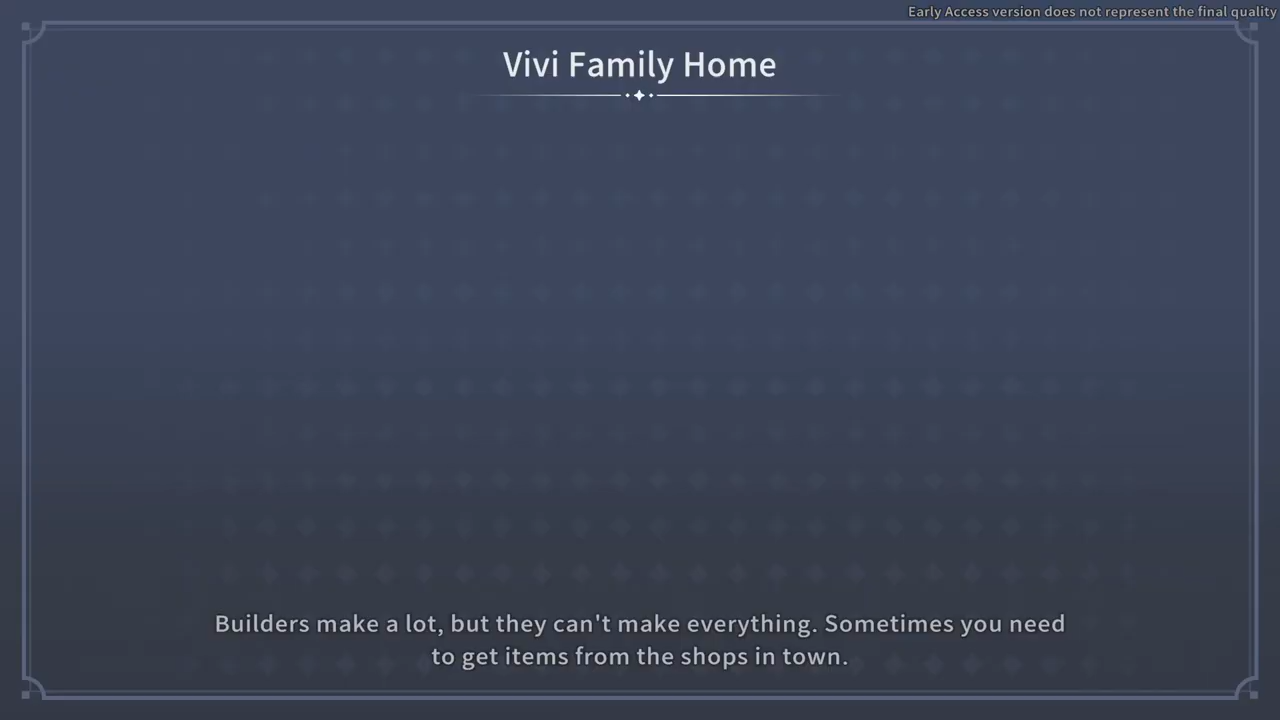 Early Access version does not represent the final quality
Vivi Family Home
Builders make a lot, but they can't make everything. Sometimes you need
to get items from the shops in town.